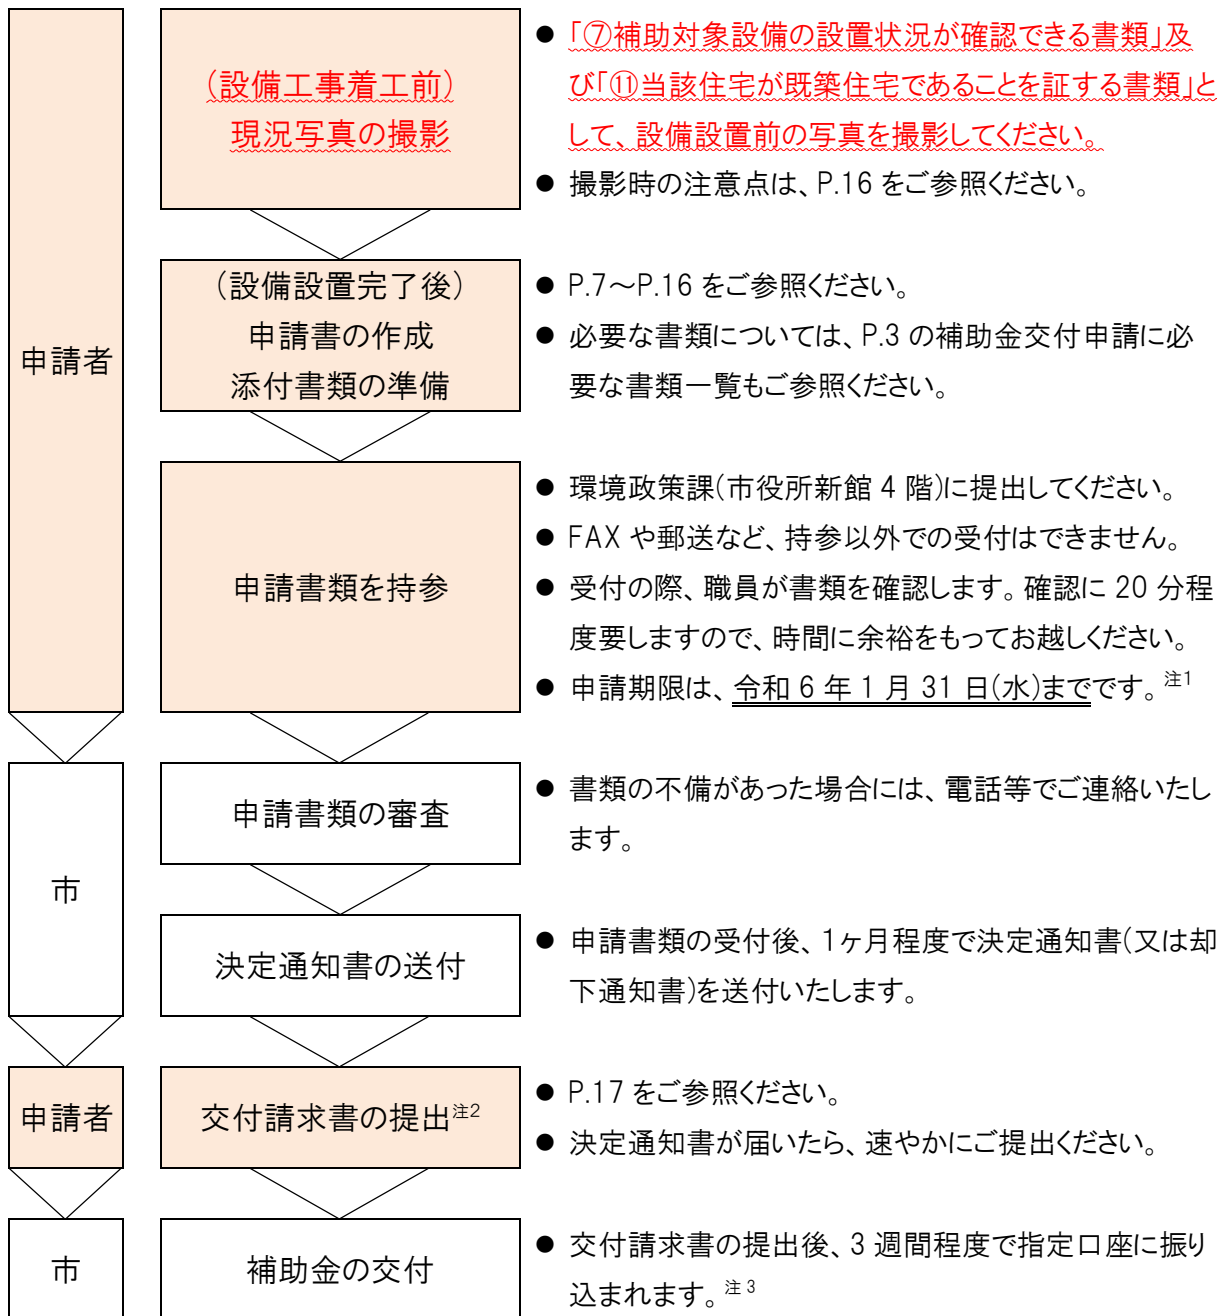 申請者
(設備工事着工前)
現況写真の撮影
● 「⑦補助対象設備の設置状況が確認できる書類」及
び「⑪当該住宅が既築住宅であることを証する書類」と
して、設備設置前の写真を撮影してください。
● 撮影時の注意点は、P.16 をご参照ください。
(設備設置完了後)
申請書の作成
添付書類の準備
● P.7～P.16 をご参照ください。
● 必要な書類については、P.3 の補助金交付申請に必
要な書類一覧もご参照ください。
申請書類を持参
● 環境政策課(市役所新館 4 階)に提出してください。
● FAX や郵送など、持参以外での受付はできません。
● 受付の際、職員が書類を確認します。確認に 20 分程
度要しますので、時間に余裕をもってお越しください。
● 申請期限は、令和 6 年 1 月 31 日(水)までです。注1
市
申請書類の審査
● 書類の不備があった場合には、電話等でご連絡いたし
ます。
決定通知書の送付
● 申請書類の受付後、1ヶ月程度で決定通知書(又は却
下通知書)を送付いたします。
申請者
交付請求書の提出注2
● P.17 をご参照ください。
● 決定通知書が届いたら、速やかにご提出ください。
市
補助金の交付
● 交付請求書の提出後、3 週間程度で指定口座に振り
込まれます。注 3